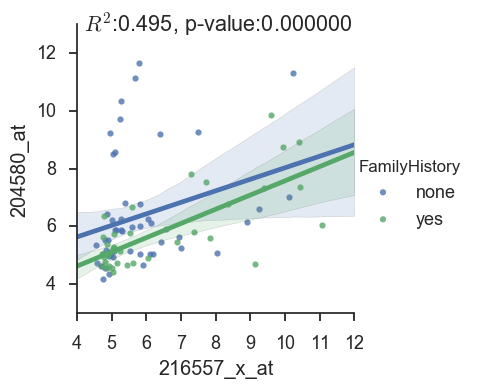 R²:0.495, p-value:0.000000
12
10
8
6
4
204580_at
4 5 6 7 8 9 10 11 12
216557_x_at
FamilyHistory
none
yes